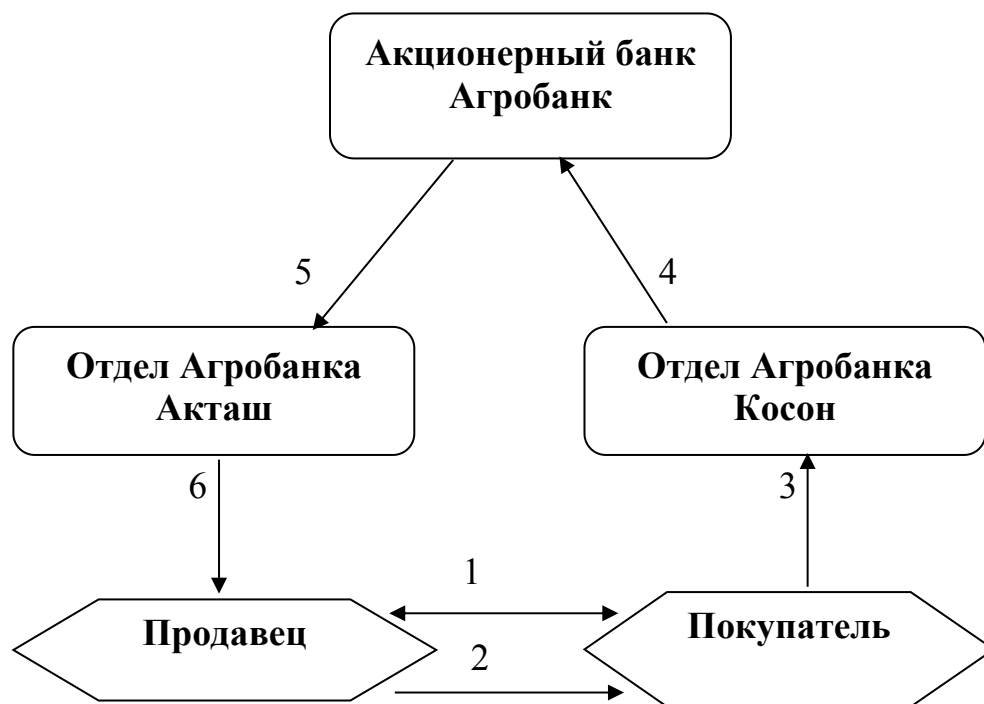 Акционерный банк
Агробанк
5
4
Отдел Агробанка
Акташ
Отдел Агробанка
Косон
6
3
1
Продавец
Покупатель
2